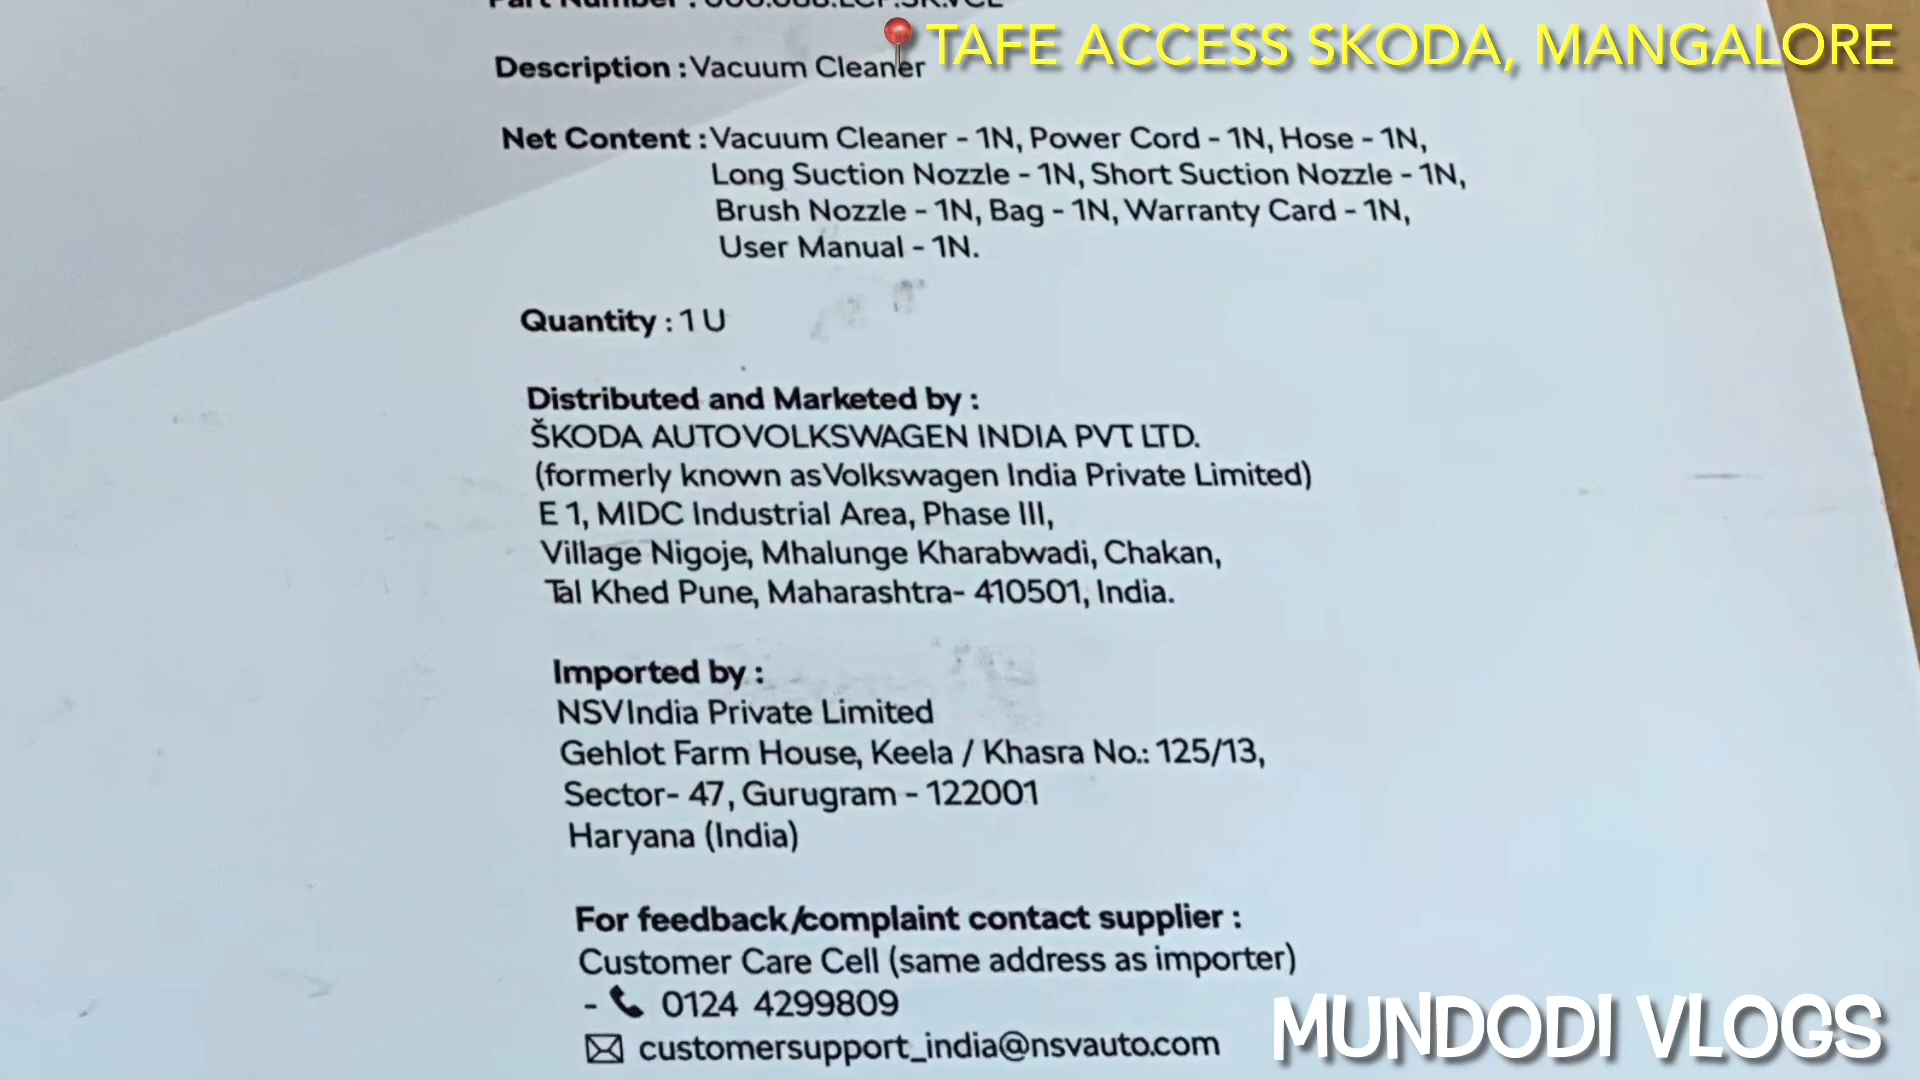 📍TAFE ACCESS SKODA, MANGALORE
Part Number :
Description : Vacuum Cleaner
Net Content : Vacuum Cleaner - 1N, Power Cord - 1N, Hose - 1N,
Long Suction Nozzle - 1N, Short Suction Nozzle - 1N,
Brush Nozzle - 1N, Bag - 1N, Warranty Card - 1N,
User Manual - 1N.
Quantity : 1 U
Distributed and Marketed by :
ŠKODA AUTO VOLKSWAGEN INDIA PVT LTD.
(formerly known as Volkswagen India Private Limited)
E 1, MIDC Industrial Area, Phase III,
Village Nigoje, Mhalunge Kharabwadi, Chakan,
Tal Khed Pune, Maharashtra- 410501, India.
Imported by :
NSV India Private Limited
Gehlot Farm House, Keela / Khasra No.: 125/13,
Sector- 47, Gurugram - 122001
Haryana (India)
For feedback/complaint contact supplier :
Customer Care Cell (same address as importer)
- 📞 0124 4299809
✉ customersupport_india@nsvauto.com
MUNDODI VLOGS